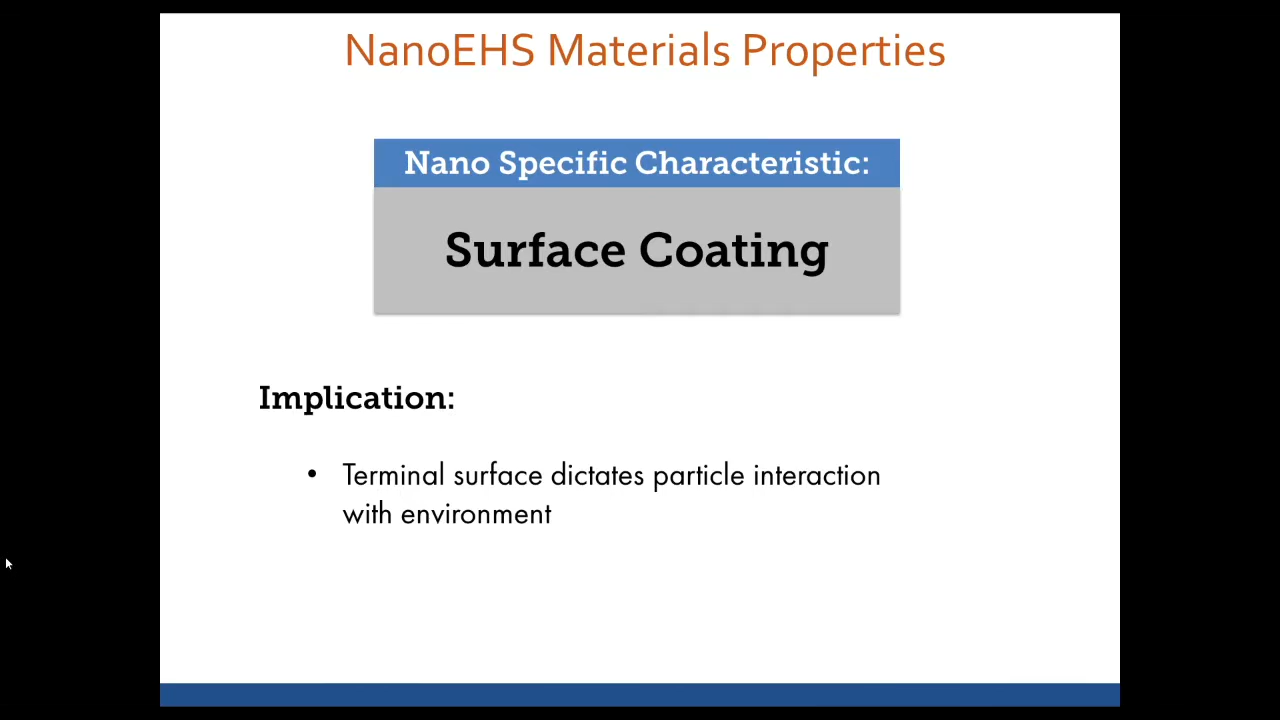 NanoEHS Materials Properties
Nano Specific Characteristic:
Surface Coating
Implication:
• Terminal surface dictates particle interaction
with environment